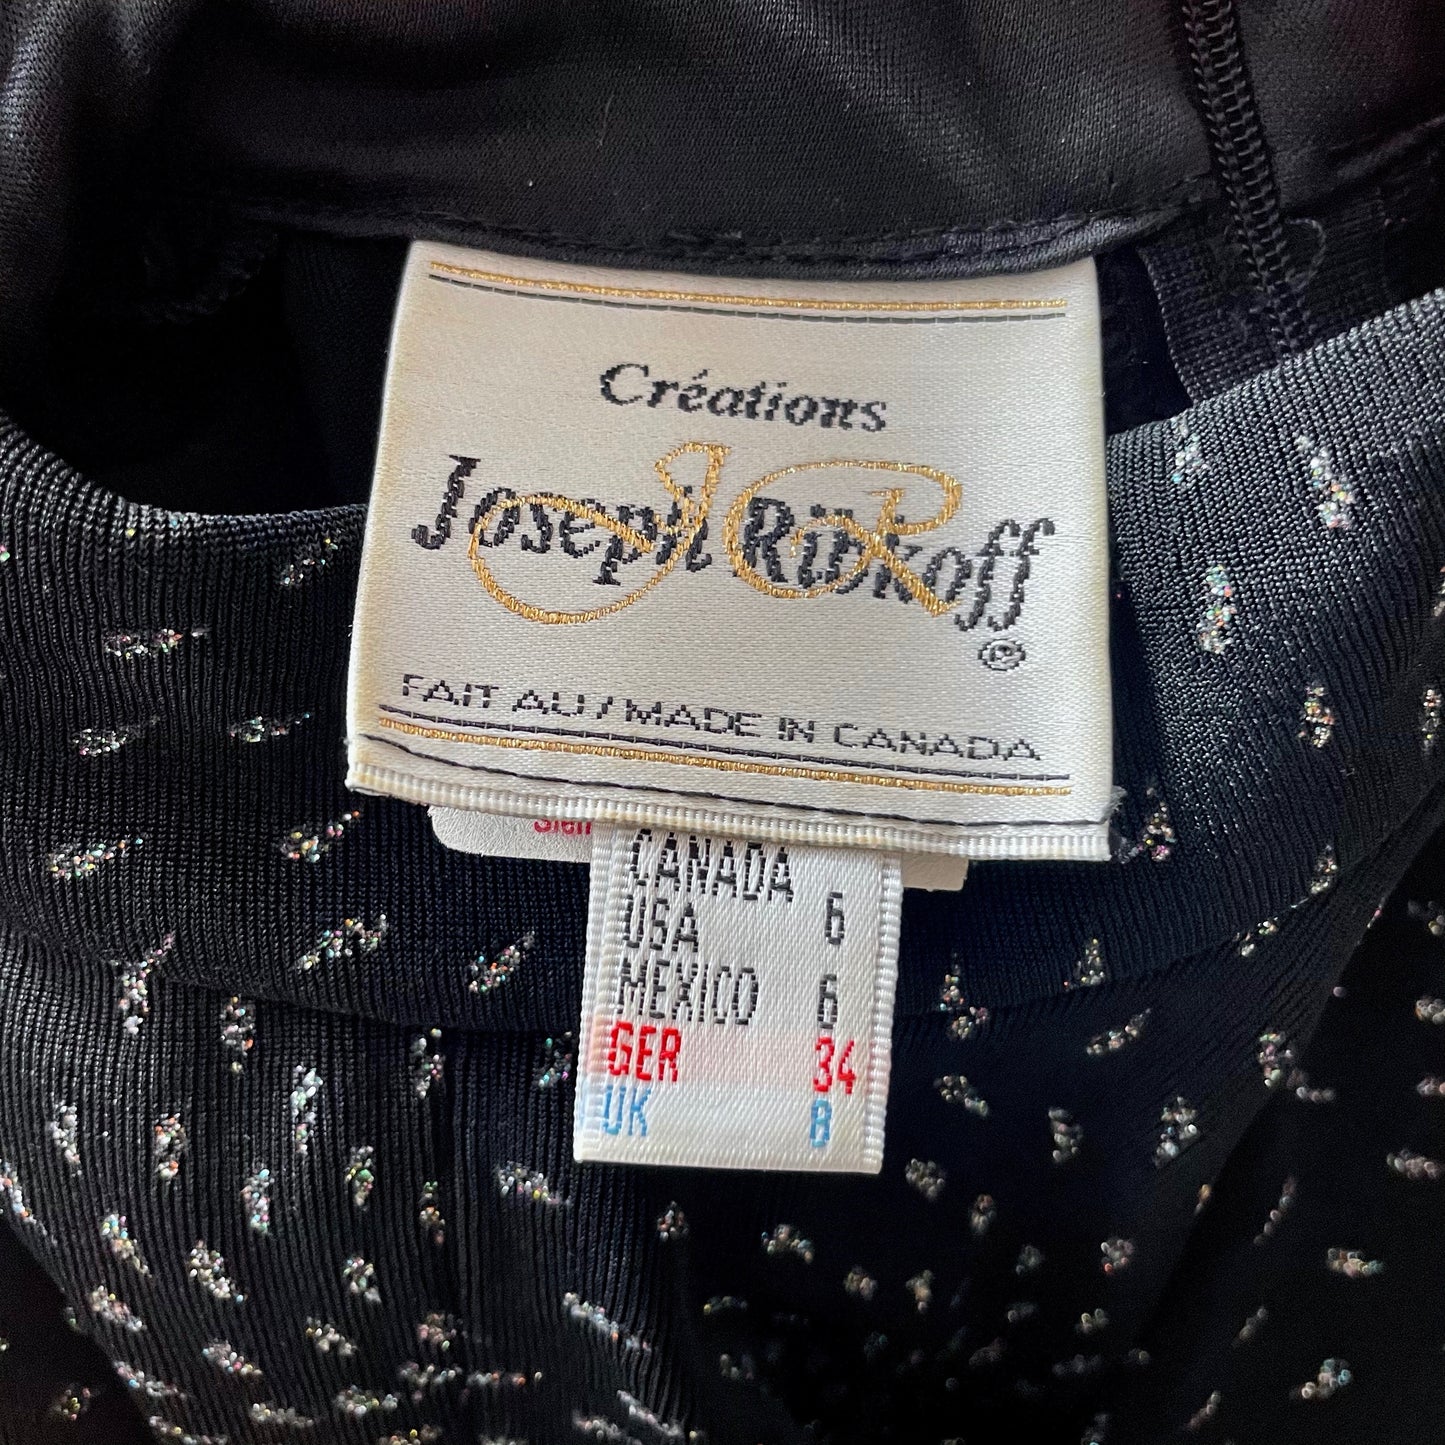 Créations
Joseph Ribkoff
®
FAIT AU / MADE IN CANADA
CANADA
USA 6
MEXICO 6
GER 34
UK 8